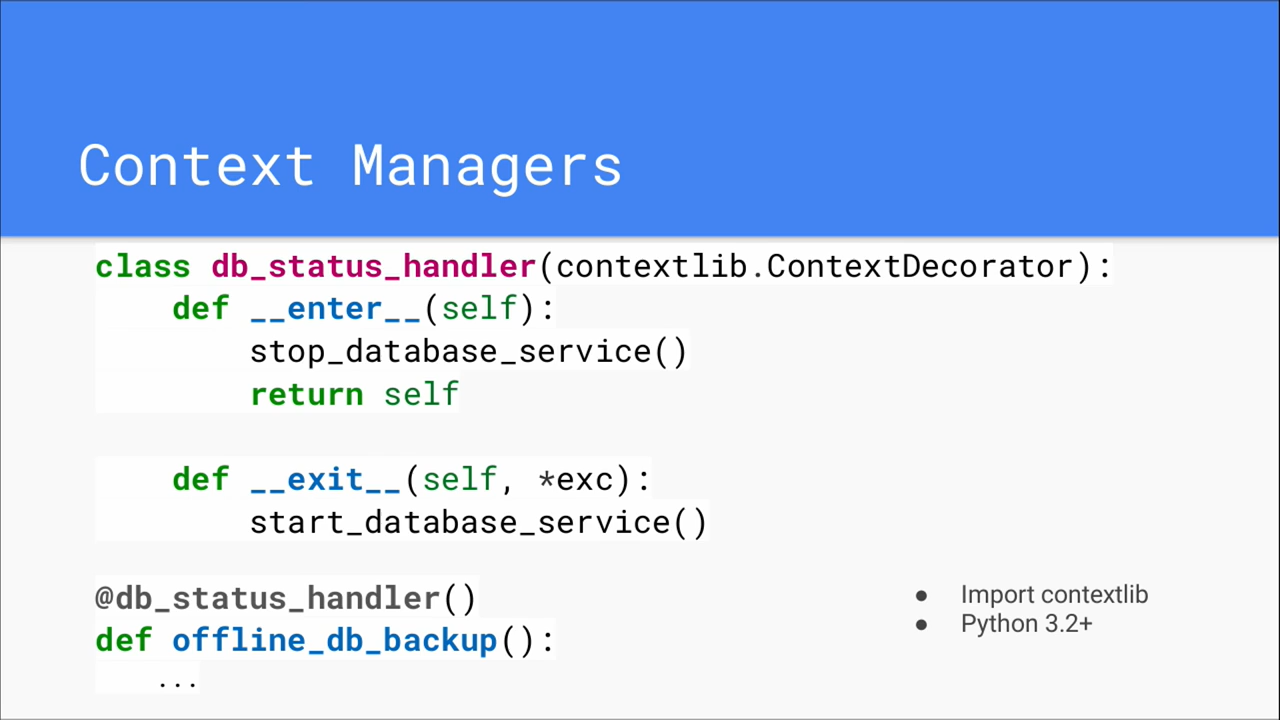 Context Managers
class db_status_handler(contextlib.ContextDecorator):
    def __enter__(self):
        stop_database_service()
        return self
    def __exit__(self, *exc):
        start_database_service()
@db_status_handler()
def offline_db_backup():
    ...
● Import contextlib
● Python 3.2+